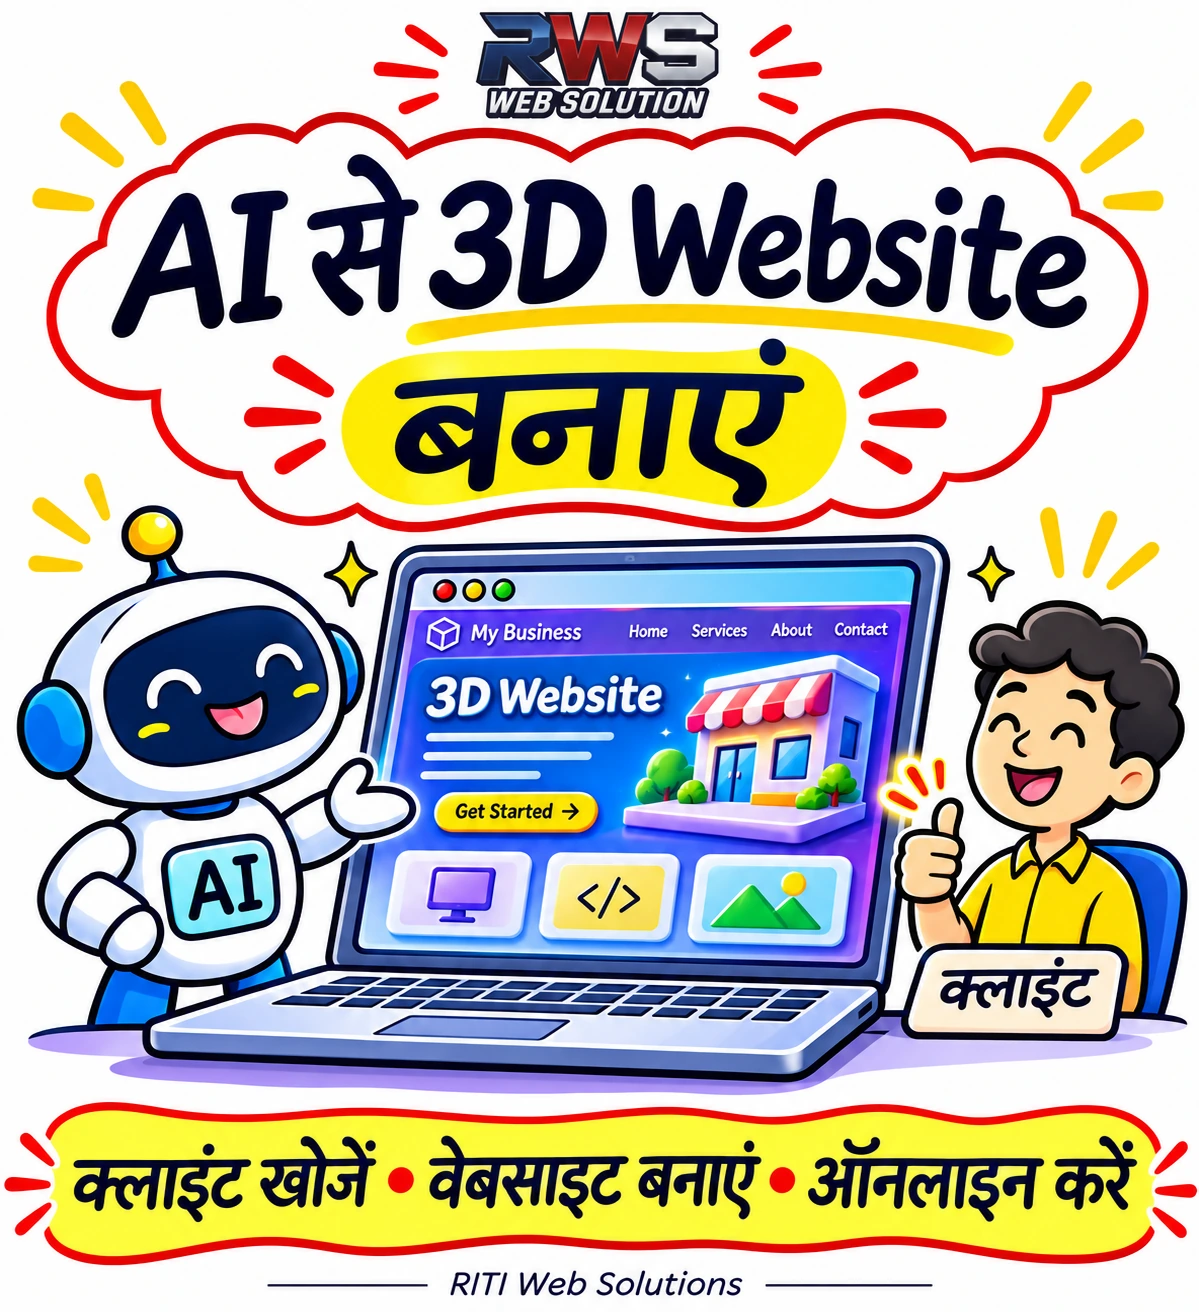 RWS
WEB SOLUTION
AI से 3D Website
बनाएं
My Business Home Services About Contact
3D Website
Get Started →
AI
</>
क्लाइंट
क्लाइंट खोजें • वेबसाइट बनाएं • ऑनलाइन करें
RITI Web Solutions